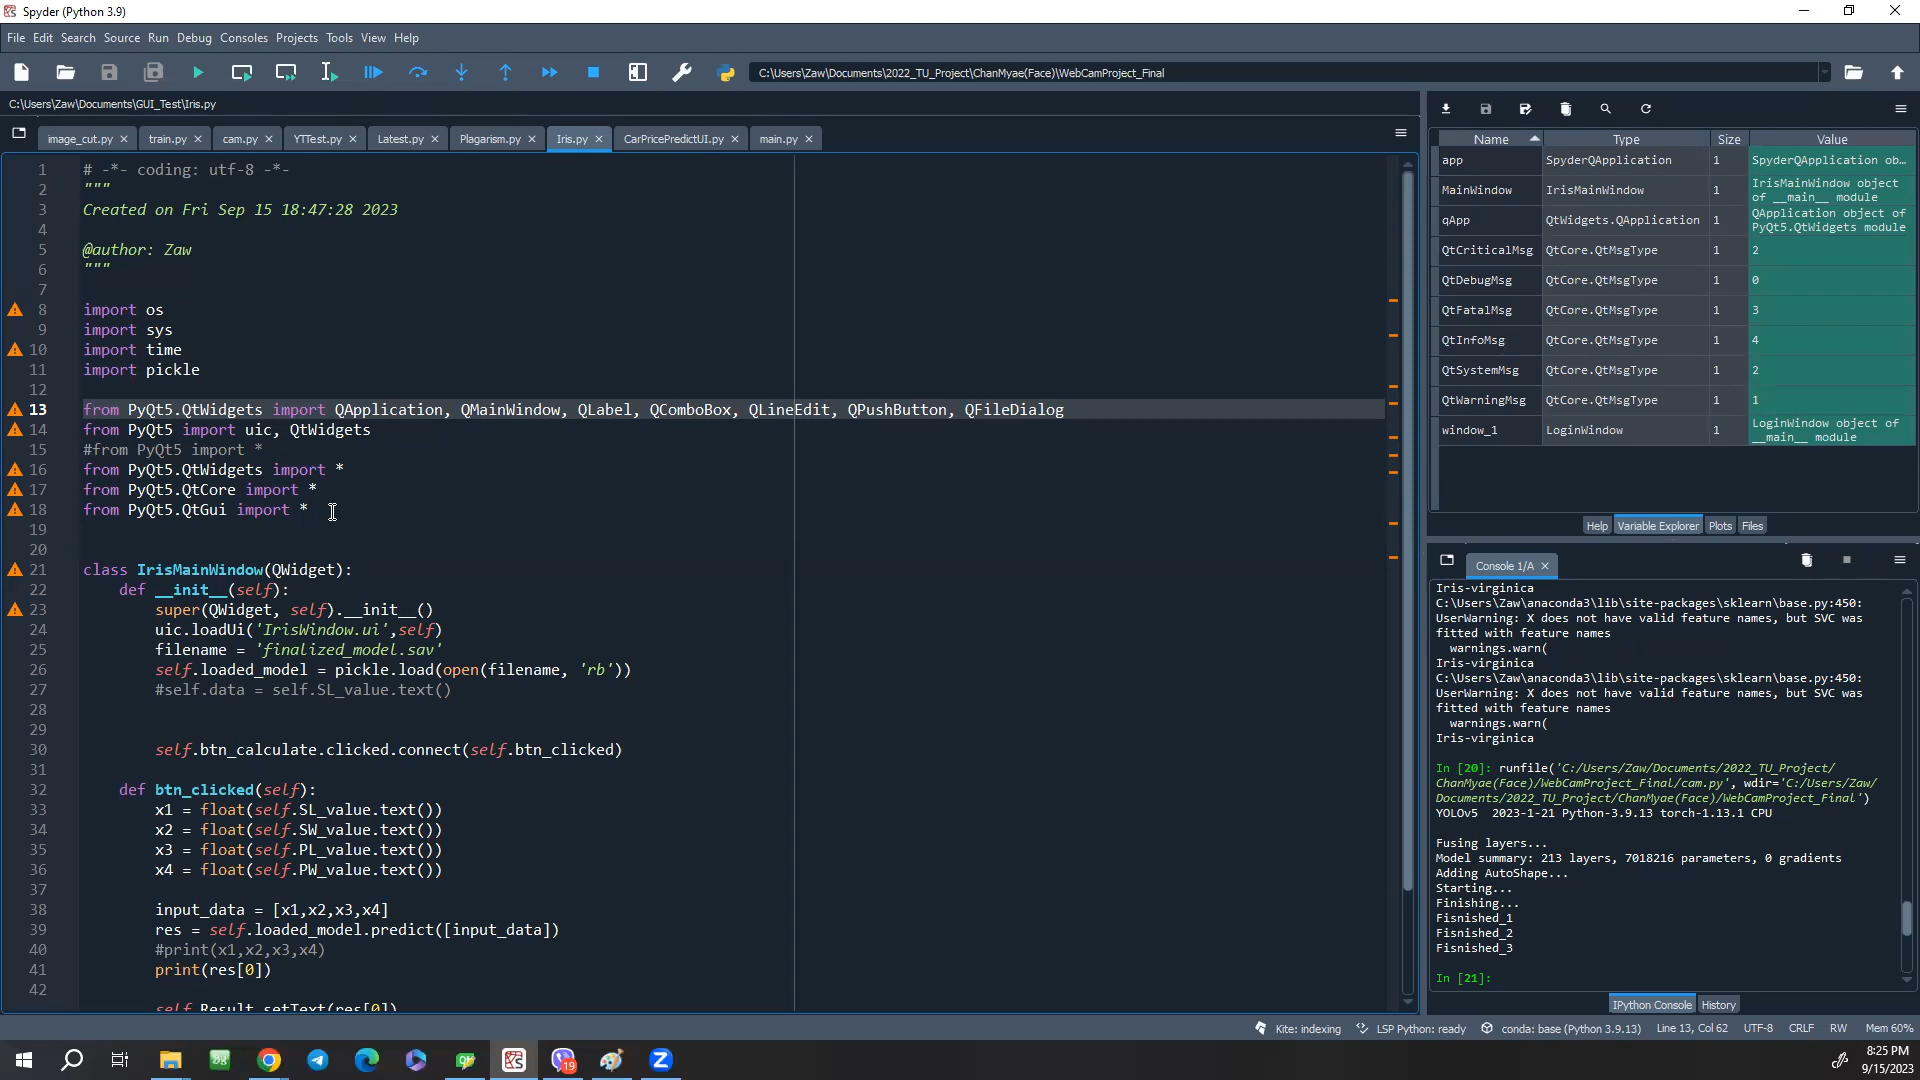 Spyder (Python 3.9)
File Edit Search Source Run Debug Consoles Projects Tools View Help
C:\Users\Zaw\Documents\2022_TU_Project\ChanMyae(Face)\WebCamProject_Final
C:\Users\Zaw\Documents\GUI_Test\Iris.py
image_cut.py train.py cam.py YTTest.py Latest.py Plagarism.py Iris.py CarPricePredictUI.py main.py
1 # -*- coding: utf-8 -*-
2 """
3 Created on Fri Sep 15 18:47:28 2023
4
5 @author: Zaw
6 """
7
8 import os
9 import sys
10 import time
11 import pickle
12
13 from PyQt5.QtWidgets import QApplication, QMainWindow, QLabel, QComboBox, QLineEdit, QPushButton, QFileDialog
14 from PyQt5 import uic, QtWidgets
15 #from PyQt5 import *
16 from PyQt5.QtWidgets import *
17 from PyQt5.QtCore import *
18 from PyQt5.QtGui import *
19
20
21 class IrisMainWindow(QWidget):
22 def __init__(self):
23 super(QWidget, self).__init__()
24 uic.loadUi('IrisWindow.ui',self)
25 filename = 'finalized_model.sav'
26 self.loaded_model = pickle.load(open(filename, 'rb'))
27 #self.data = self.SL_value.text()
28
29
30 self.btn_calculate.clicked.connect(self.btn_clicked)
31
32 def btn_clicked(self):
33 x1 = float(self.SL_value.text())
34 x2 = float(self.SW_value.text())
35 x3 = float(self.PL_value.text())
36 x4 = float(self.PW_value.text())
37
38 input_data = [x1,x2,x3,x4]
39 res = self.loaded_model.predict([input_data])
40 #print(x1,x2,x3,x4)
41 print(res[0])
42
self.Result.setText(res[0])
Name Type Size Value
app SpyderQApplication 1 SpyderQApplication ob…
MainWindow IrisMainWindow 1 IrisMainWindow object
of __main__ module
qApp QtWidgets.QApplication 1 QApplication object of
PyQt5.QtWidgets module
QtCriticalMsg QtCore.QtMsgType 1 2
QtDebugMsg QtCore.QtMsgType 1 0
QtFatalMsg QtCore.QtMsgType 1 3
QtInfoMsg QtCore.QtMsgType 1 4
QtSystemMsg QtCore.QtMsgType 1 2
QtWarningMsg QtCore.QtMsgType 1 1
window_1 LoginWindow 1 LoginWindow object of
__main__ module
Help Variable Explorer Plots Files
Console 1/A
Iris-virginica
C:\Users\Zaw\anaconda3\lib\site-packages\sklearn\base.py:450:
UserWarning: X does not have valid feature names, but SVC was
fitted with feature names
warnings.warn(
Iris-virginica
C:\Users\Zaw\anaconda3\lib\site-packages\sklearn\base.py:450:
UserWarning: X does not have valid feature names, but SVC was
fitted with feature names
warnings.warn(
Iris-virginica
In [20]: runfile('C:/Users/Zaw/Documents/2022_TU_Project/
ChanMyae(Face)/WebCamProject_Final/cam.py', wdir='C:/Users/Zaw/
Documents/2022_TU_Project/ChanMyae(Face)/WebCamProject_Final')
YOLOv5 2023-1-21 Python-3.9.13 torch-1.13.1 CPU
Fusing layers...
Model summary: 213 layers, 7018216 parameters, 0 gradients
Adding AutoShape...
Starting...
Finishing...
Fisnished_1
Fisnished_2
Fisnished_3
In [21]:
IPython Console History
Kite: indexing LSP Python: ready conda: base (Python 3.9.13) Line 13, Col 62 UTF-8 CRLF RW Mem 60%
19
8:25 PM
9/15/2023